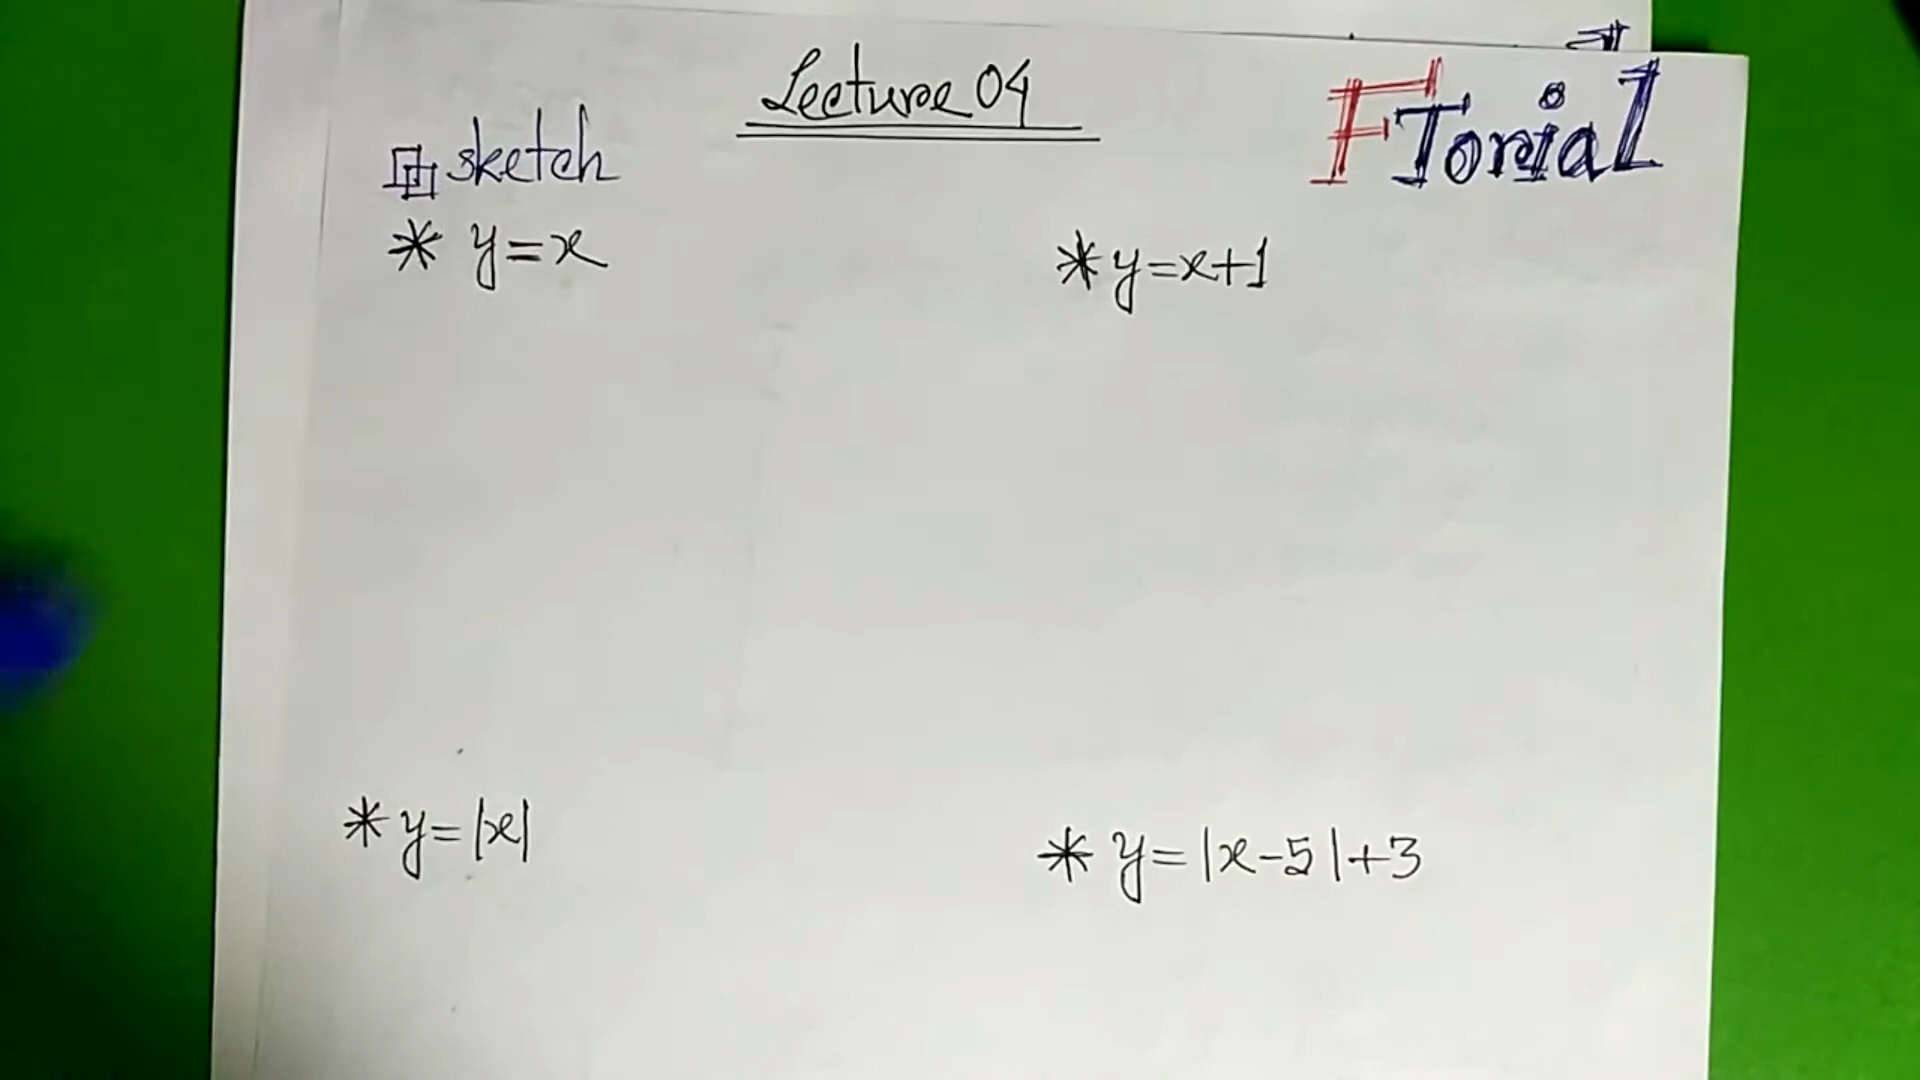 Lecture 04
FTorial
sketch
* y=x
* y=x+1
* y=|x|
* y=|x-5|+3